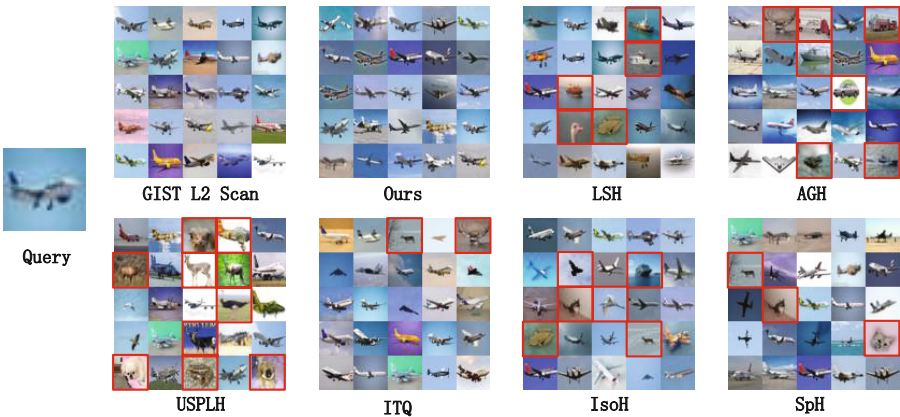 GIST L2 Scan
Ours
LSH
AGH
Query
USPLH
ITQ
IsoH
SpH